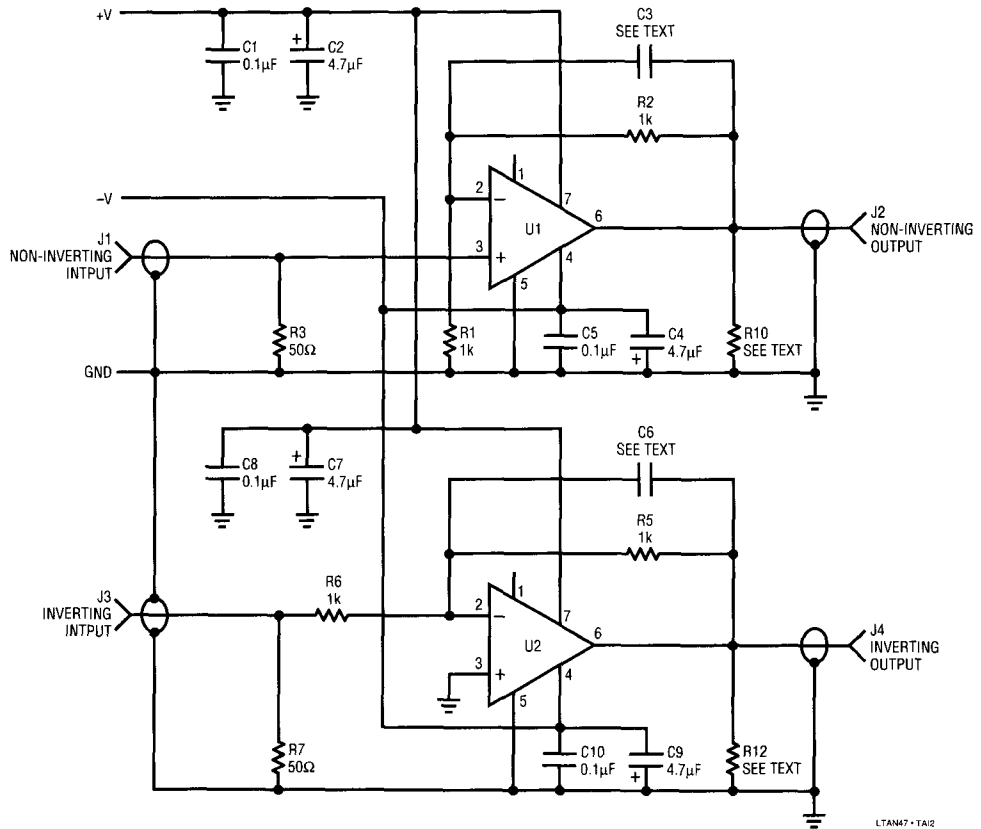 +V
C1
0.1µF
+
C2
4.7µF
C3
SEE TEXT
R2
1k
1
2
−
7
−V
U1
6
J2
NON-INVERTING
OUTPUT
J1
NON-INVERTING
INTPUT
3
+
4
5
R3
50Ω
R1
1k
C5
0.1µF
C4
4.7µF
+
R10
SEE TEXT
GND
C8
0.1µF
+
C7
4.7µF
C6
SEE TEXT
R5
1k
1
J3
INVERTING
INTPUT
R6
1k
2
−
7
6
U2
J4
INVERTING
OUTPUT
3
+
4
5
R7
50Ω
C10
0.1µF
C9
4.7µF
+
R12
SEE TEXT
LTAN47 • TAI2